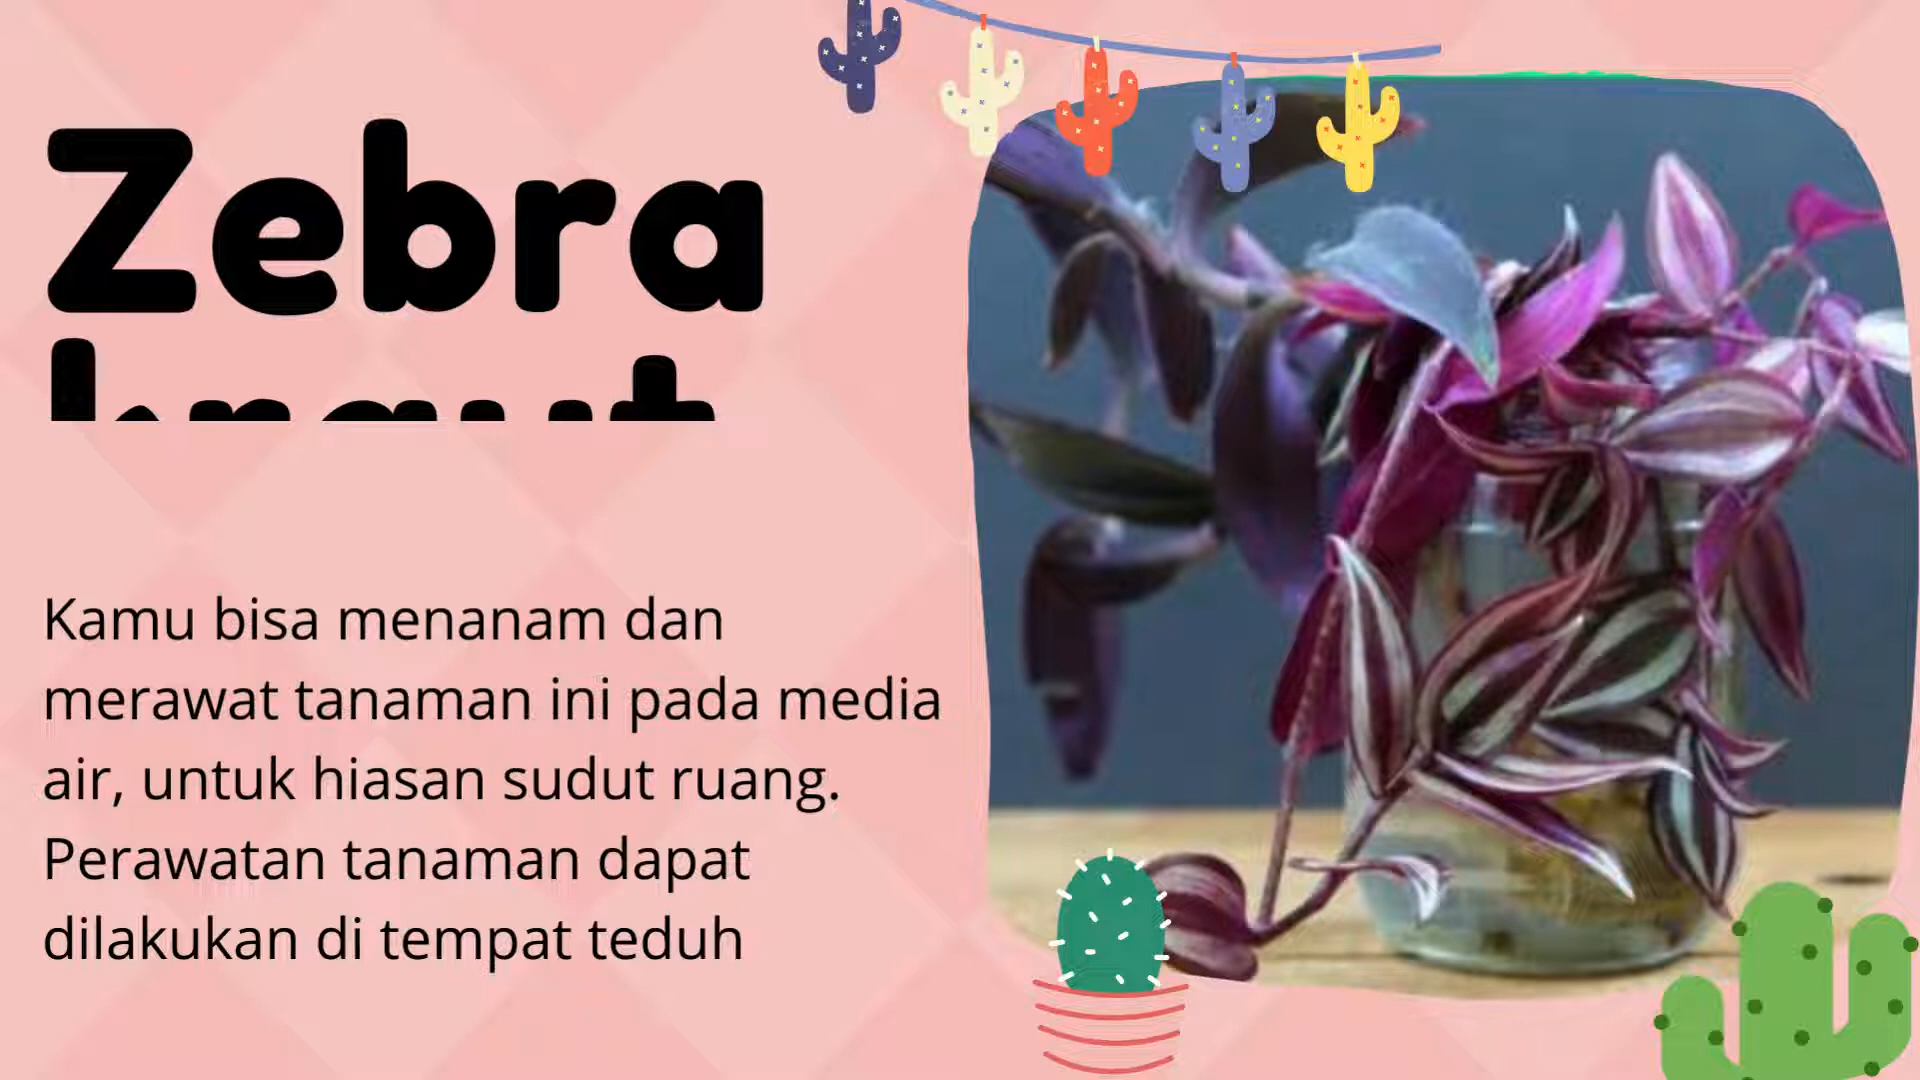 Zebra
Kamu bisa menanam dan
merawat tanaman ini pada media
air, untuk hiasan sudut ruang.
Perawatan tanaman dapat
dilakukan di tempat teduh